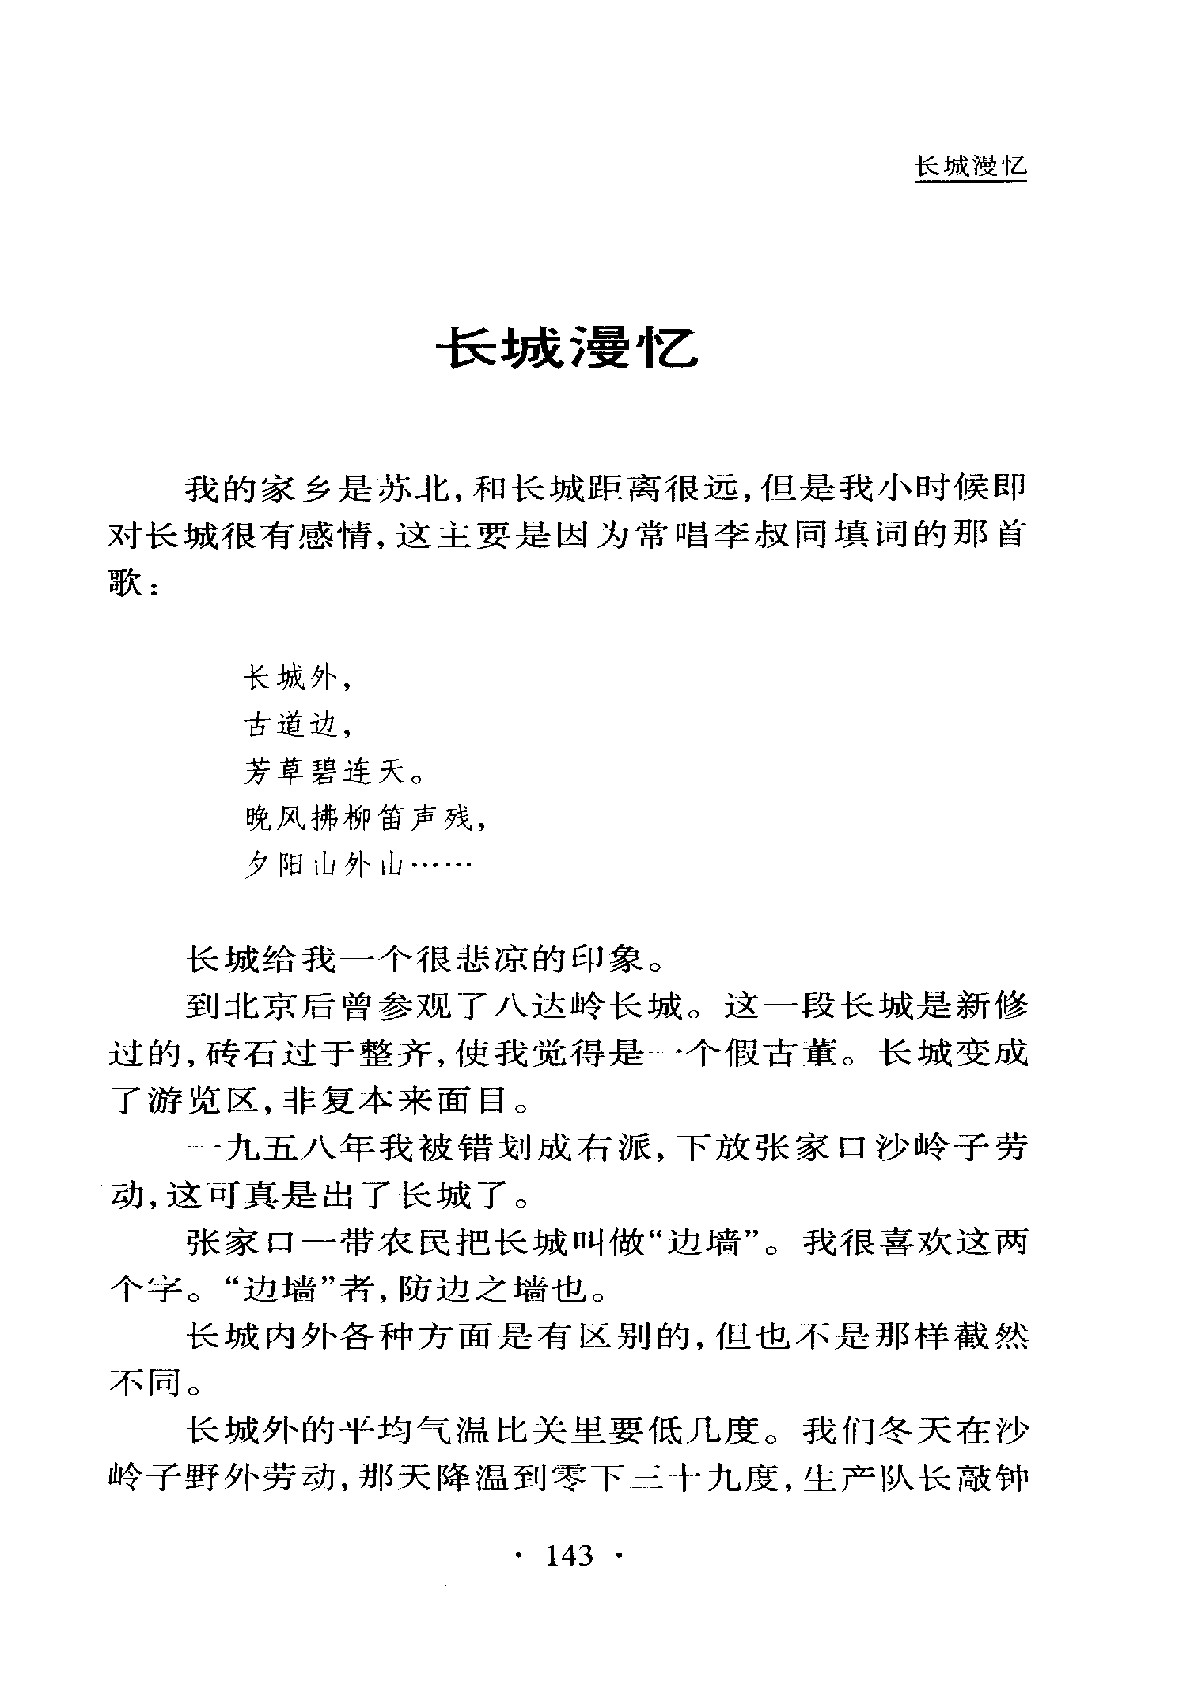 长城漫忆
长城漫忆
我的家乡是苏北,和长城距离很远,但是我小时候即
对长城很有感情,这主要是因为常唱李叔同填词的那首
歌:
长城外,
古道边,
芳草碧连天。
晚风拂柳笛声残,
夕阳山外山……
长城给我一个很悲凉的印象。
到北京后曾参观了八达岭长城。这一段长城是新修
过的,砖石过于整齐,使我觉得是一个假古董。长城变成
了游览区,非复本来面目。
一九五八年我被错划成右派,下放张家口沙岭子劳
动,这可真是出了长城了。
张家口一带农民把长城叫做“边墙”。我很喜欢这两
个字。“边墙”者,防边之墙也。
长城内外各种方面是有区别的,但也不是那样截然
不同。
长城外的平均气温比关里要低几度。我们冬天在沙
岭子野外劳动,那天降温到零下三十九度,生产队长敲钟
· 143 ·